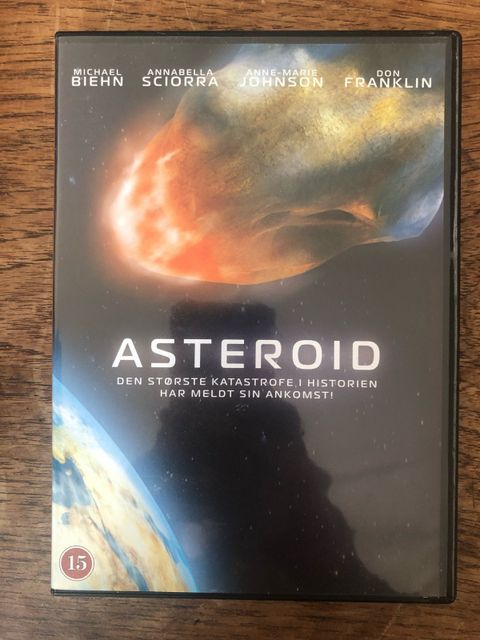 MICHAEL BIEHN
ANNABELLA SCIORRA
ANNE-MARIE JOHNSON
DON FRANKLIN
ASTEROID
DEN STØRSTE KATASTROFE I HISTORIEN
HAR MELDT SIN ANKOMST!
15